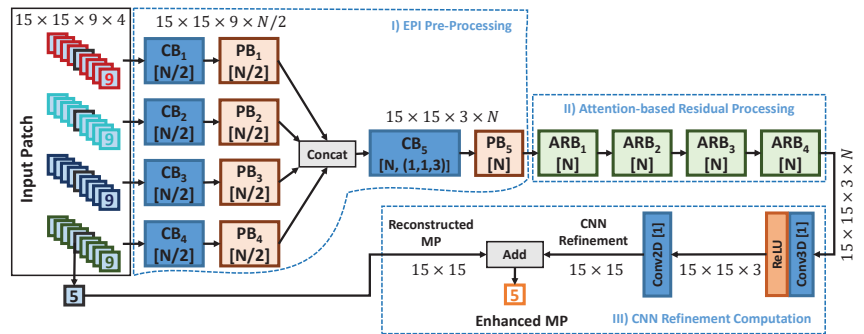 15 × 15 × 9 × 4
15 × 15 × 9 × N/2
I) EPI Pre-Processing
Input Patch
9
9
9
9
5
CB₁
[N/2]
PB₁
[N/2]
CB₂
[N/2]
PB₂
[N/2]
CB₃
[N/2]
PB₃
[N/2]
CB₄
[N/2]
PB₄
[N/2]
Concat
15 × 15 × 3 × N
CB₅
[N, (1,1,3)]
PB₅
[N]
II) Attention-based Residual Processing
ARB₁
[N]
ARB₂
[N]
ARB₃
[N]
ARB₄
[N]
15 × 15 × 3 × N
Conv3D [1]
ReLU
15 × 15 × 3
Conv2D [1]
CNN
Refinement
15 × 15
Add
Reconstructed
MP
15 × 15
5
Enhanced MP
III) CNN Refinement Computation